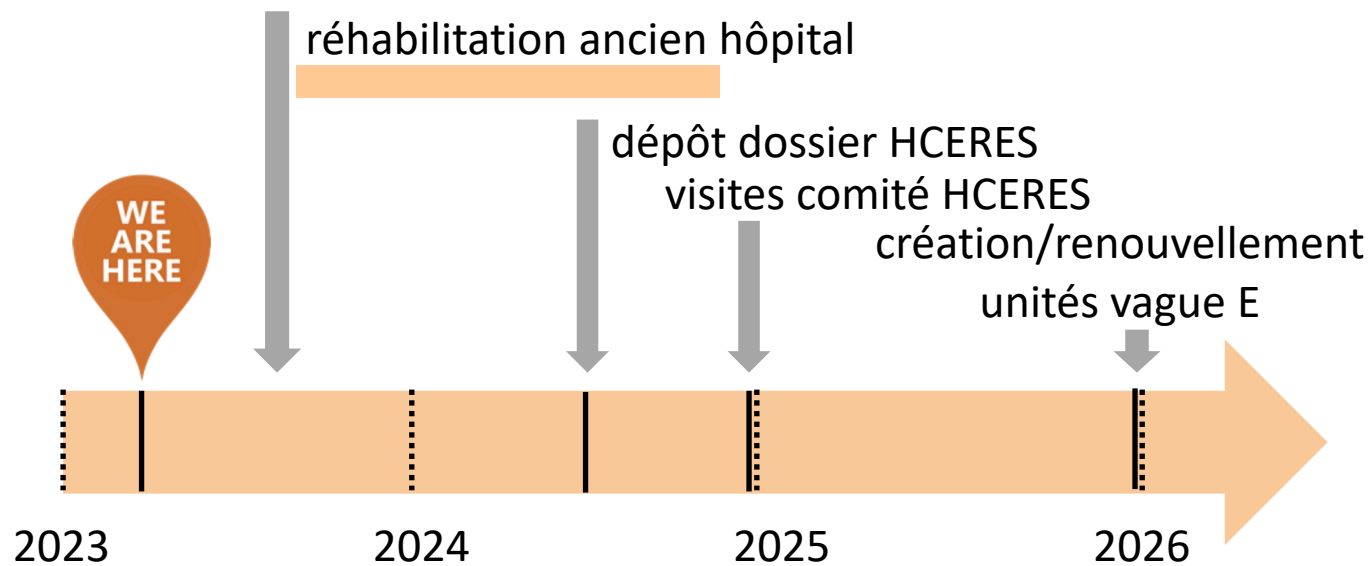 réhabilitation ancien hôpital
dépôt dossier HCERES
visites comité HCERES
création/renouvellement
unités vague E
WE
ARE
HERE
2023
2024
2025
2026